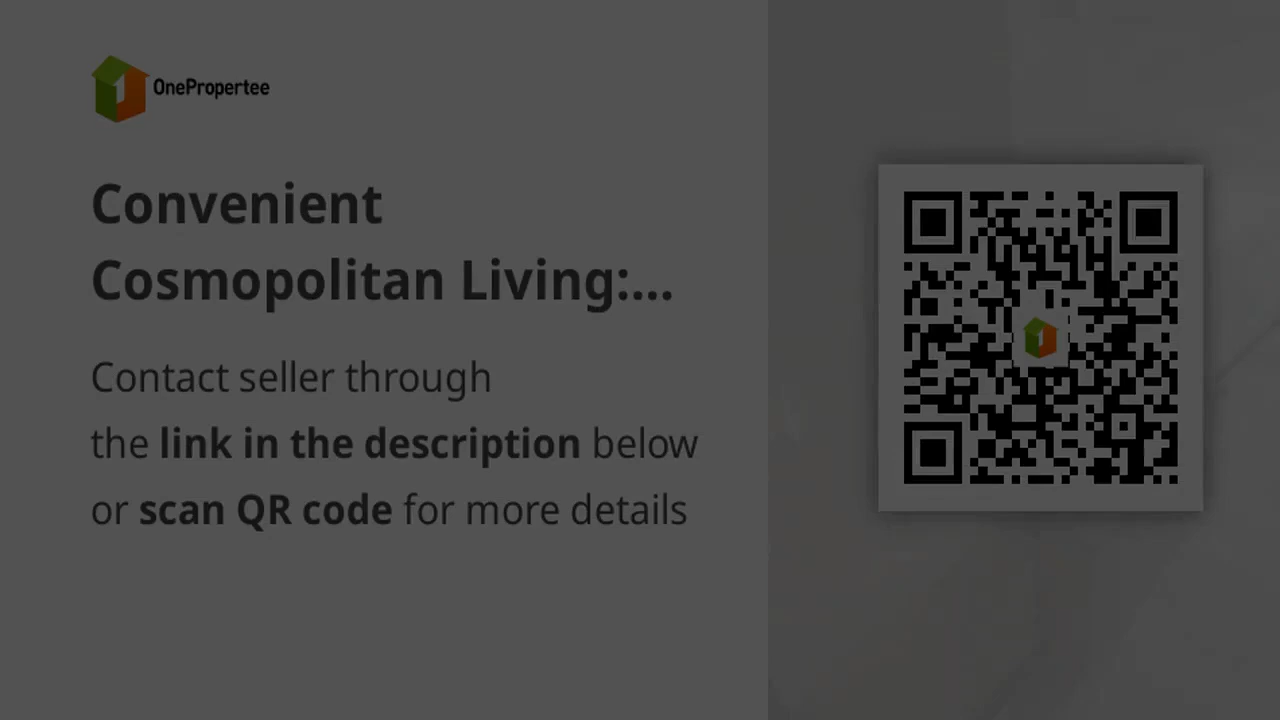 OnePropertee
Convenient
Cosmopolitan Living:...
Contact seller through
the link in the description below
or scan QR code for more details